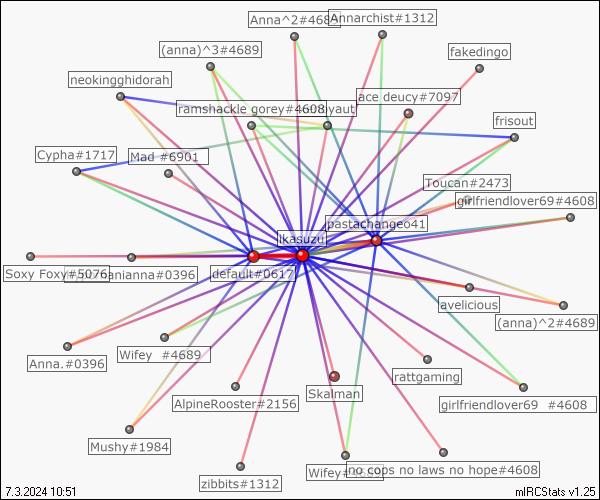 Anna^2#468
Annarchist#1312
(anna)^3#4689
fakedingo
neokingghidorah
ace deucy#7097
ramshackle gorey#4608
yaut
frisout
Cypha#1717
Mad #6901
Toucan#2473
girlfriendlover69#4608
pastachangeo41
ikasuzu
Soxy Foxy#5076
anianna#0396
default#0617
avelicious
(anna)^2#4689
Anna.#0396
Wifey  #4689
rattgaming
Skalman
AlpineRooster#2156
girlfriendlover69  #4608
Mushy#1984
zibbits#1312
Wifey
no cops no laws no hope#4608
7.3.2024 10:51
mIRCStats v1.25